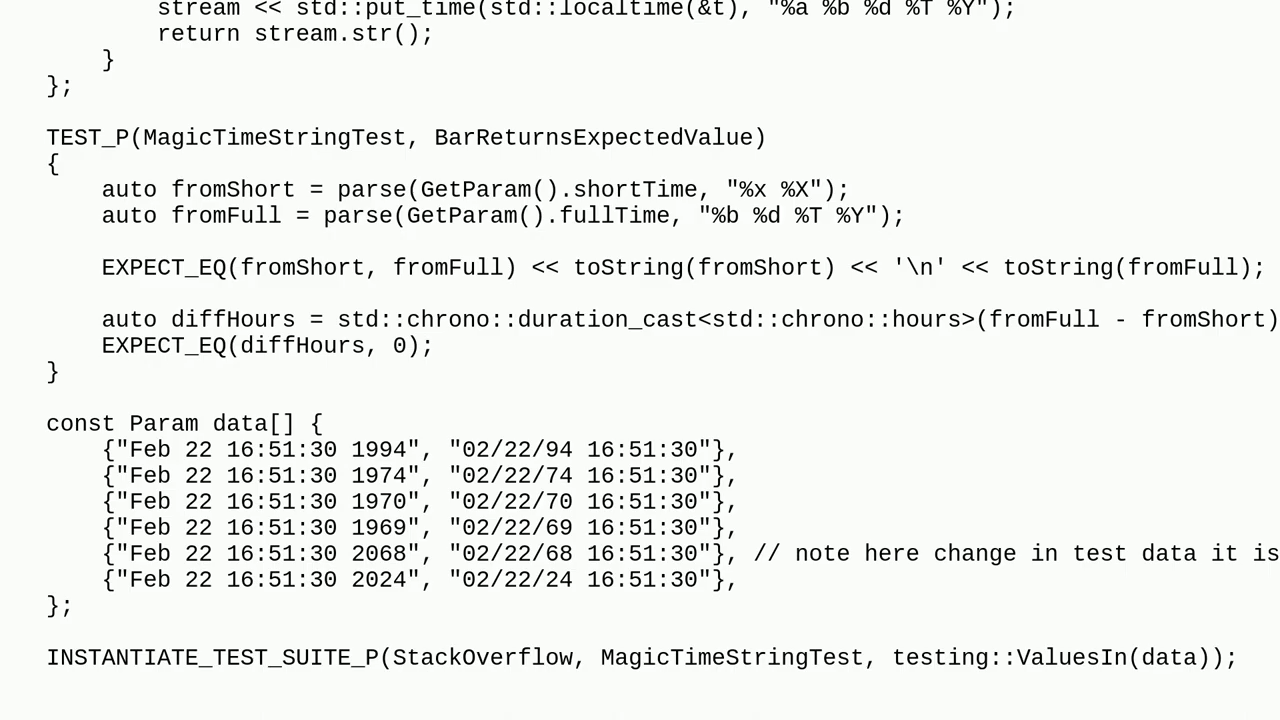 stream << std::put_time(std::localtime(&t), "%a %b %d %T %Y");
return stream.str();
}
};
TEST_P(MagicTimeStringTest, BarReturnsExpectedValue)
{
auto fromShort = parse(GetParam().shortTime, "%x %X");
auto fromFull = parse(GetParam().fullTime, "%b %d %T %Y");
EXPECT_EQ(fromShort, fromFull) << toString(fromShort) << '\n' << toString(fromFull);
auto diffHours = std::chrono::duration_cast<std::chrono::hours>(fromFull - fromShort)
EXPECT_EQ(diffHours, 0);
}
const Param data[] {
{"Feb 22 16:51:30 1994", "02/22/94 16:51:30"},
{"Feb 22 16:51:30 1974", "02/22/74 16:51:30"},
{"Feb 22 16:51:30 1970", "02/22/70 16:51:30"},
{"Feb 22 16:51:30 1969", "02/22/69 16:51:30"},
{"Feb 22 16:51:30 2068", "02/22/68 16:51:30"}, // note here change in test data it is
{"Feb 22 16:51:30 2024", "02/22/24 16:51:30"},
};
INSTANTIATE_TEST_SUITE_P(StackOverflow, MagicTimeStringTest, testing::ValuesIn(data));